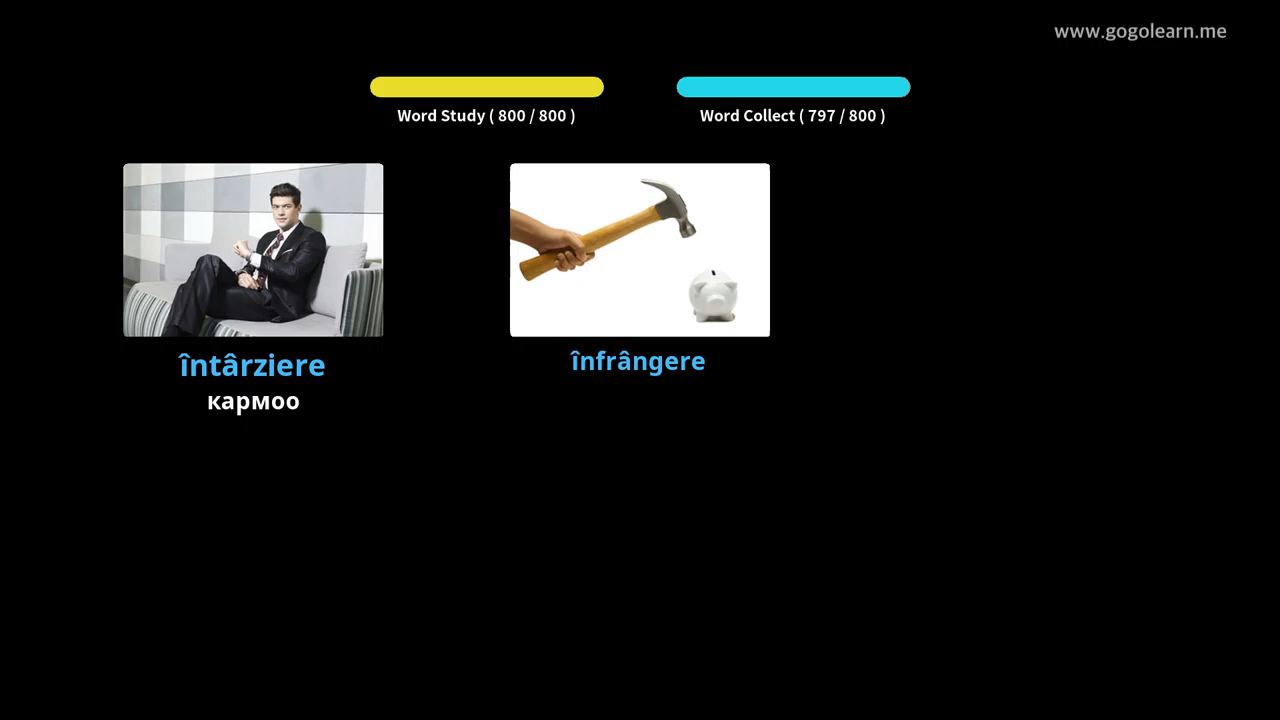 www.gogolearn.me
Word Study ( 800 / 800 )
Word Collect ( 797 / 800 )
întârziere
кармоо
înfrângere